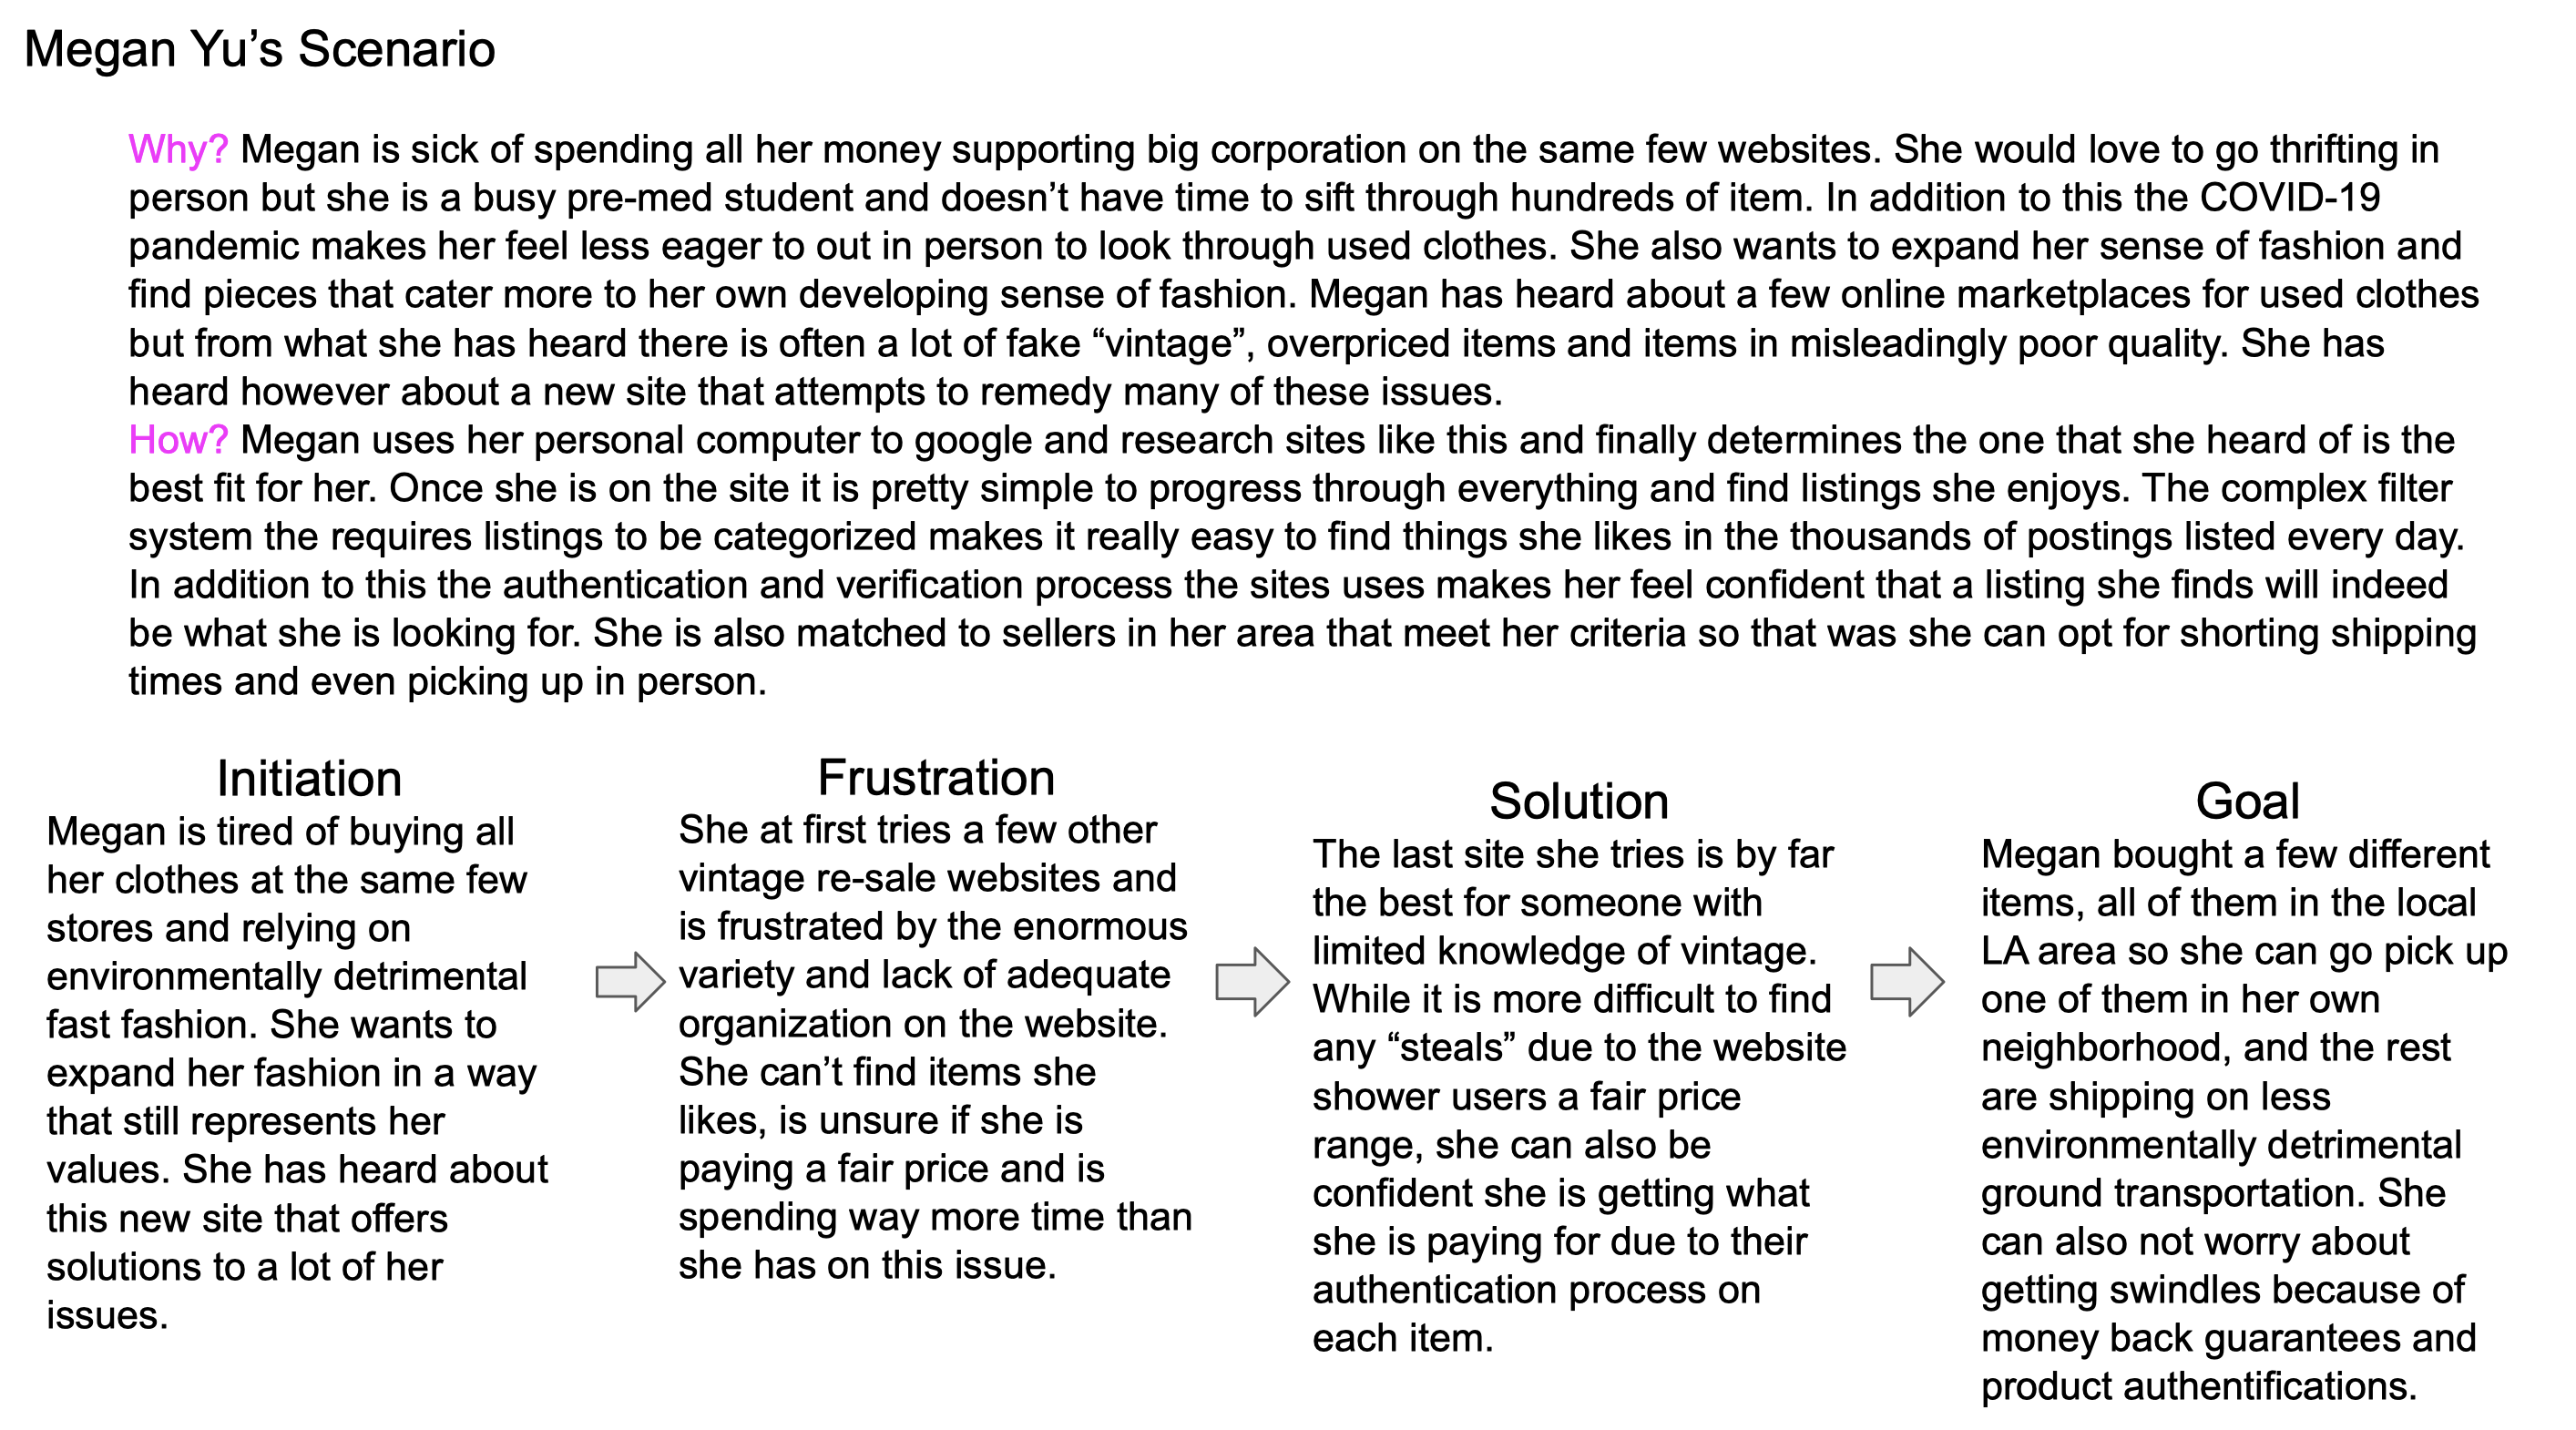 Megan Yu’s Scenario
Why? Megan is sick of spending all her money supporting big corporation on the same few websites. She would love to go thrifting in
person but she is a busy pre-med student and doesn’t have time to sift through hundreds of item. In addition to this the COVID-19
pandemic makes her feel less eager to out in person to look through used clothes. She also wants to expand her sense of fashion and
find pieces that cater more to her own developing sense of fashion. Megan has heard about a few online marketplaces for used clothes
but from what she has heard there is often a lot of fake “vintage”, overpriced items and items in misleadingly poor quality. She has
heard however about a new site that attempts to remedy many of these issues.
How? Megan uses her personal computer to google and research sites like this and finally determines the one that she heard of is the
best fit for her. Once she is on the site it is pretty simple to progress through everything and find listings she enjoys. The complex filter
system the requires listings to be categorized makes it really easy to find things she likes in the thousands of postings listed every day.
In addition to this the authentication and verification process the sites uses makes her feel confident that a listing she finds will indeed
be what she is looking for. She is also matched to sellers in her area that meet her criteria so that was she can opt for shorting shipping
times and even picking up in person.
Initiation
Megan is tired of buying all
her clothes at the same few
stores and relying on
environmentally detrimental
fast fashion. She wants to
expand her fashion in a way
that still represents her
values. She has heard about
this new site that offers
solutions to a lot of her
issues.
Frustration
She at first tries a few other
vintage re-sale websites and
is frustrated by the enormous
variety and lack of adequate
organization on the website.
She can’t find items she
likes, is unsure if she is
paying a fair price and is
spending way more time than
she has on this issue.
Solution
The last site she tries is by far
the best for someone with
limited knowledge of vintage.
While it is more difficult to find
any “steals” due to the website
shower users a fair price
range, she can also be
confident she is getting what
she is paying for due to their
authentication process on
each item.
Goal
Megan bought a few different
items, all of them in the local
LA area so she can go pick up
one of them in her own
neighborhood, and the rest
are shipping on less
environmentally detrimental
ground transportation. She
can also not worry about
getting swindles because of
money back guarantees and
product authentifications.